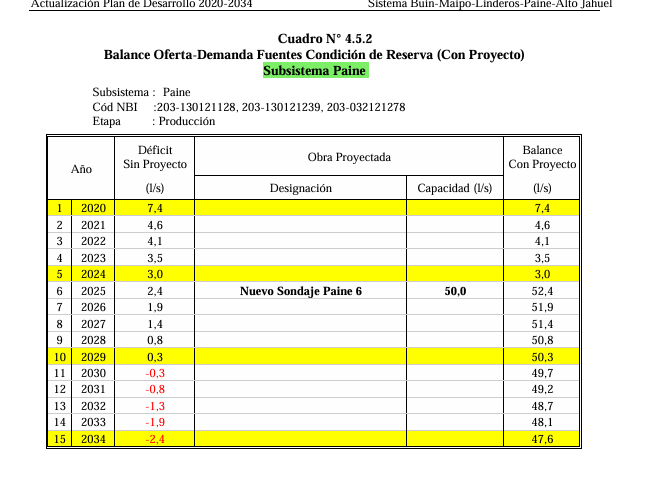 Actualización Plan de Desarrollo 2020-2034 Sistema Buin-Maipo-Linderos-Paine-Alto Jahuel
Cuadro N° 4.5.2
Balance Oferta-Demanda Fuentes Condición de Reserva (Con Proyecto)
Subsistema Paine
Subsistema : Paine
Cód NBI :203-130121128, 203-130121239, 203-032121278
Etapa : Producción
Año Déficit Sin Proyecto (l/s) Obra Proyectada Balance Con Proyecto (l/s)
Designación Capacidad (l/s)
1 2020 7,4 7,4
2 2021 4,6 4,6
3 2022 4,1 4,1
4 2023 3,5 3,5
5 2024 3,0 3,0
6 2025 2,4 Nuevo Sondaje Paine 6 50,0 52,4
7 2026 1,9 51,9
8 2027 1,4 51,4
9 2028 0,8 50,8
10 2029 0,3 50,3
11 2030 -0,3 49,7
12 2031 -0,8 49,2
13 2032 -1,3 48,7
14 2033 -1,9 48,1
15 2034 -2,4 47,6